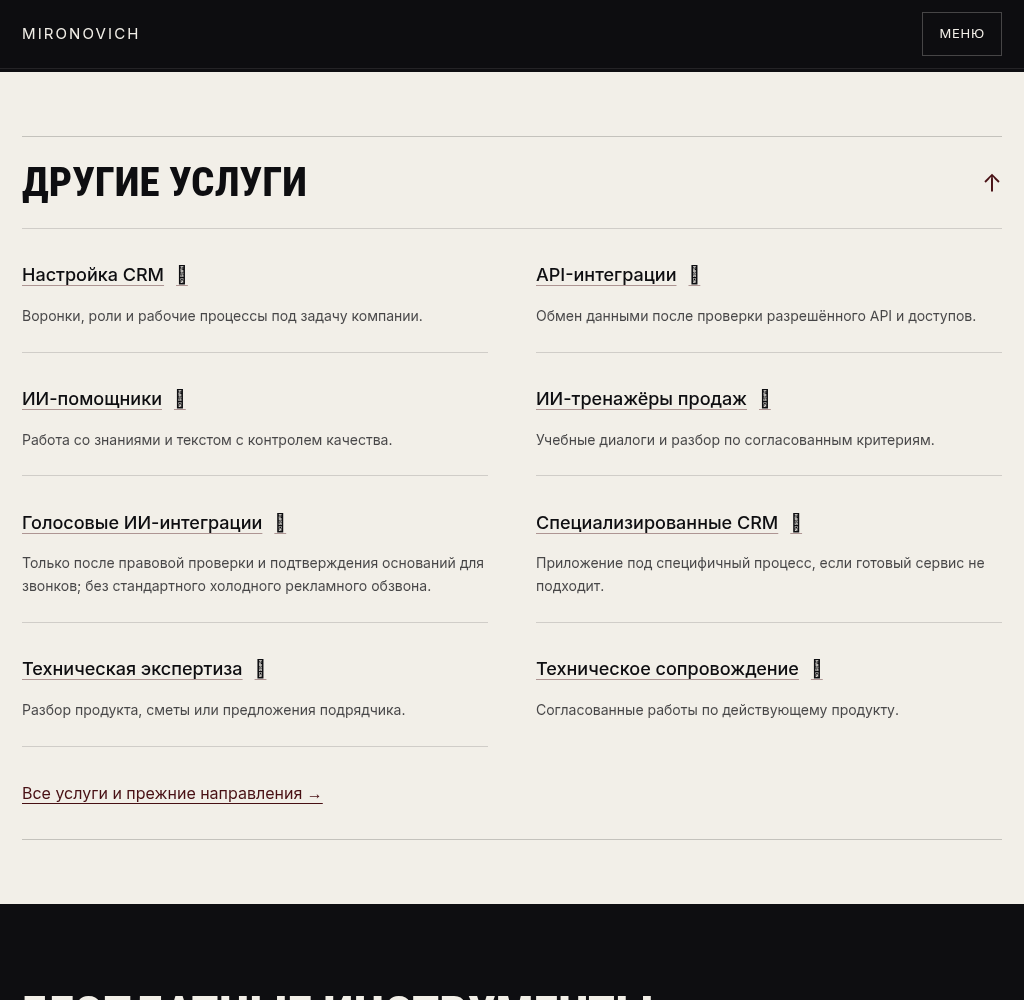 MIRONOVICH
МЕНЮ
ДРУГИЕ УСЛУГИ
↑
Настройка CRM
Воронки, роли и рабочие процессы под задачу компании.
API-интеграции
Обмен данными после проверки разрешённого API и доступов.
ИИ-помощники
Работа со знаниями и текстом с контролем качества.
ИИ-тренажёры продаж
Учебные диалоги и разбор по согласованным критериям.
Голосовые ИИ-интеграции
Только после правовой проверки и подтверждения оснований для
звонков; без стандартного холодного рекламного обзвона.
Специализированные CRM
Приложение под специфичный процесс, если готовый сервис не
подходит.
Техническая экспертиза
Разбор продукта, сметы или предложения подрядчика.
Техническое сопровождение
Согласованные работы по действующему продукту.
Все услуги и прежние направления →